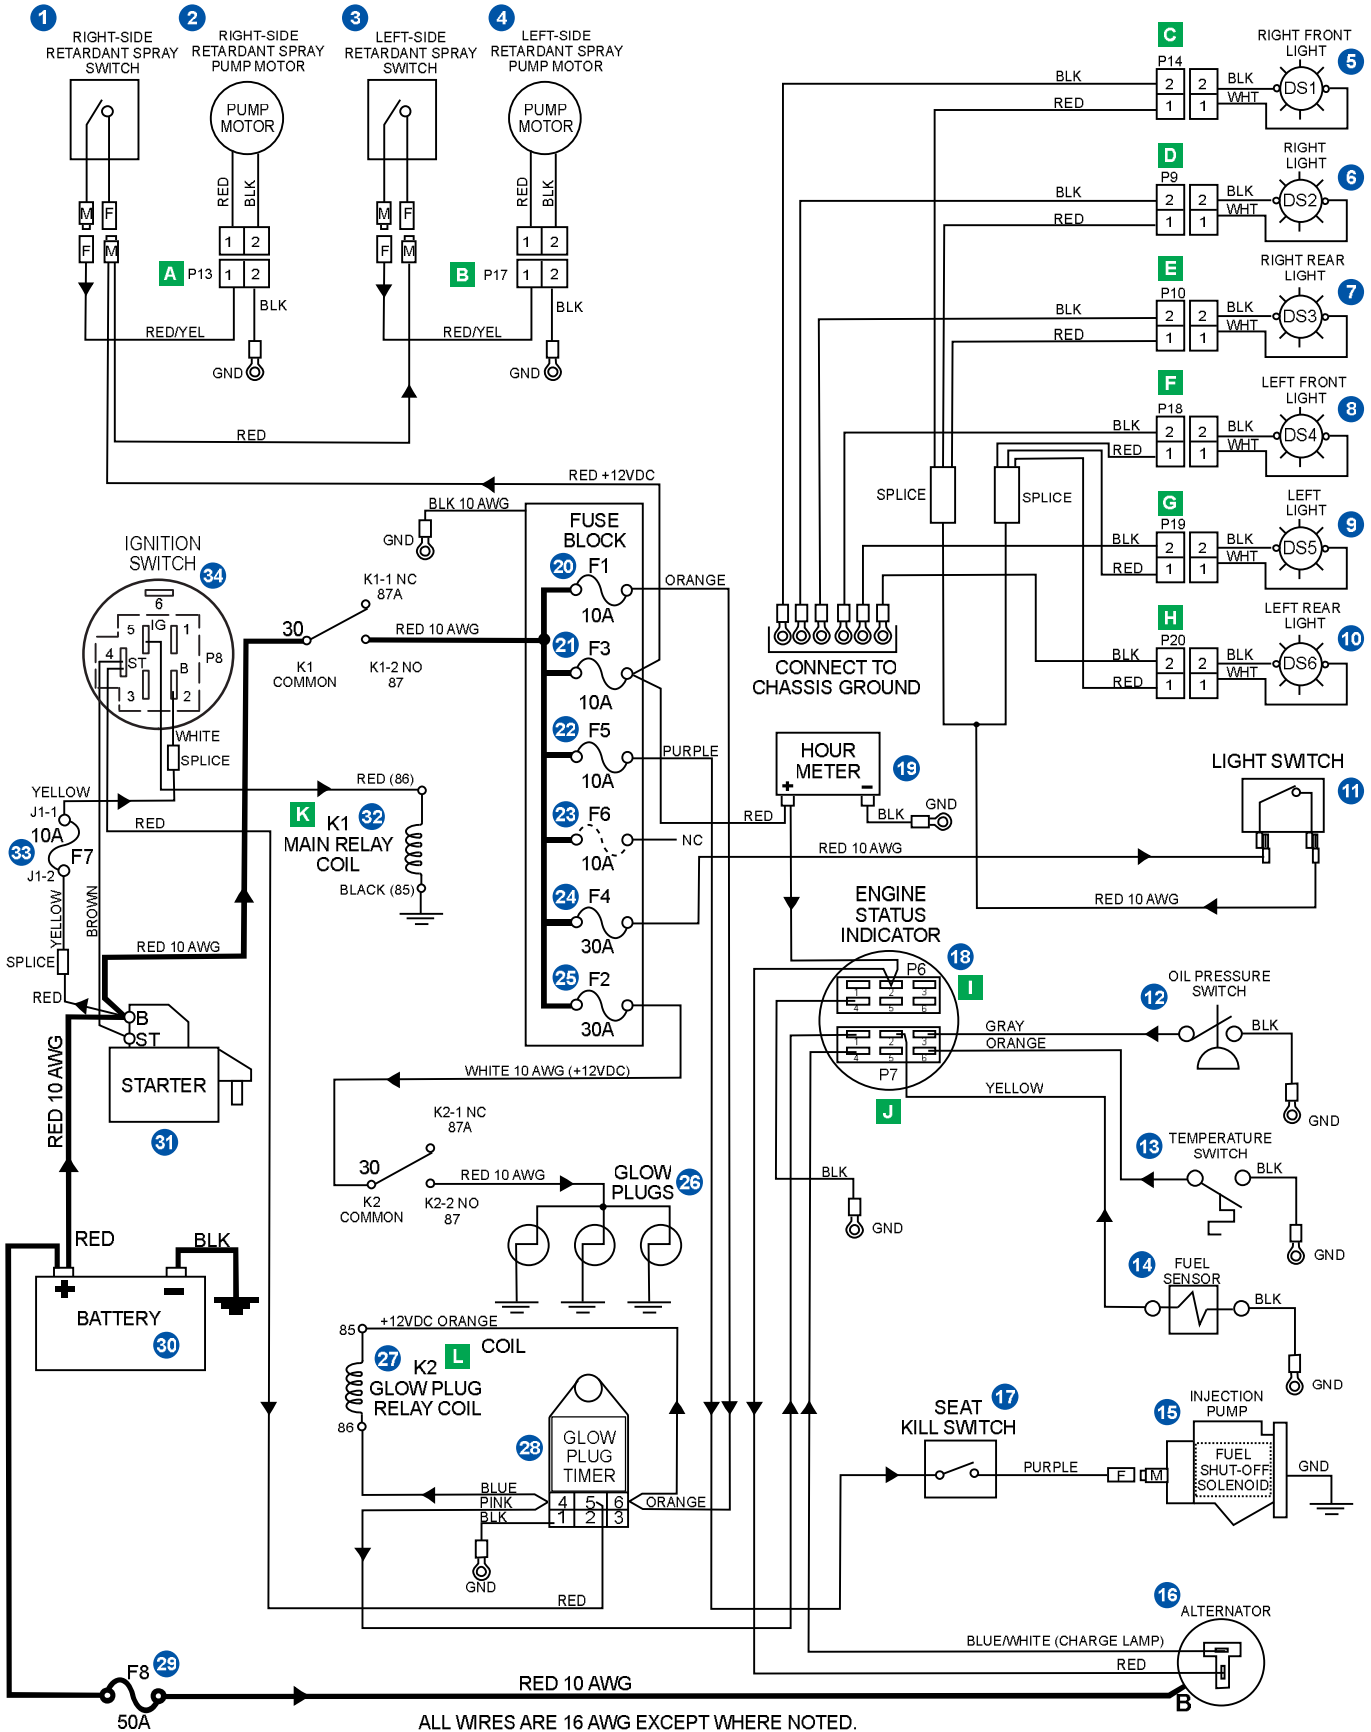 1
RIGHT-SIDE
RETARDANT SPRAY
SWITCH
2
RIGHT-SIDE
RETARDANT SPRAY
PUMP MOTOR
3
LEFT-SIDE
RETARDANT SPRAY
SWITCH
4
LEFT-SIDE
RETARDANT SPRAY
PUMP MOTOR
PUMP
MOTOR
PUMP
MOTOR
RED
BLK
RED
BLK
M
F
M
F
F
M
F
M
1 2
1 2
A
P13
1 2
B
P17
1 2
BLK
BLK
RED/YEL
RED/YEL
GND
GND
RED
RED +12VDC
C
P14
2
1
2
1
BLK
RED
BLK
WHT
DS1
RIGHT FRONT
LIGHT
5
D
P9
2
1
2
1
BLK
RED
BLK
WHT
DS2
RIGHT
LIGHT
6
E
P10
2
1
2
1
BLK
RED
BLK
WHT
DS3
RIGHT REAR
LIGHT
7
F
P18
2
1
2
1
BLK
RED
BLK
WHT
DS4
LEFT FRONT
LIGHT
8
G
P19
2
1
2
1
BLK
RED
BLK
WHT
DS5
LEFT
LIGHT
9
H
P20
2
1
2
1
BLK
RED
BLK
WHT
DS6
LEFT REAR
LIGHT
10
SPLICE
SPLICE
CONNECT TO
CHASSIS GROUND
BLK 10 AWG
GND
FUSE
BLOCK
20
F1
10A
ORANGE
21
F3
10A
22
F5
10A
PURPLE
23
F6
10A
NC
24
F4
30A
25
F2
30A
IGNITION
SWITCH
34
6
5
IG
1
4
ST
B
P8
3
2
WHITE
SPLICE
K1-1 NC
87A
30
RED 10 AWG
K1
COMMON
K1-2 NO
87
YELLOW
J1-1
10A
33
F7
J1-2
RED
RED (86)
K
K1
32
MAIN RELAY
COIL
BLACK (85)
YELLOW
BROWN
SPLICE
RED
RED 10 AWG
B
ST
STARTER
31
RED 10 AWG
RED
BLK
BATTERY
30
HOUR
METER
+
−
19
RED
BLK
GND
RED 10 AWG
LIGHT SWITCH
11
RED 10 AWG
ENGINE
STATUS
INDICATOR
18
I
P6
1 2 3
4 5 6
1 2 3
4 5 6
P7
J
GRAY
ORANGE
YELLOW
OIL PRESSURE
SWITCH
12
BLK
GND
13
TEMPERATURE
SWITCH
BLK
GND
14
FUEL
SENSOR
BLK
GND
BLK
GND
WHITE 10 AWG (+12VDC)
K2-1 NC
87A
30
RED 10 AWG
K2
COMMON
K2-2 NO
87
GLOW
PLUGS
26
85
+12VDC ORANGE
27
K2
L
COIL
GLOW PLUG
RELAY COIL
86
28
GLOW
PLUG
TIMER
4 5 6
1 2 3
BLUE
PINK
BLK
ORANGE
GND
RED
SEAT
KILL SWITCH
17
PURPLE
F
M
15
INJECTION
PUMP
FUEL
SHUT-OFF
SOLENOID
GND
16
ALTERNATOR
BLUE/WHITE (CHARGE LAMP)
RED
B
F8
29
50A
RED 10 AWG
ALL WIRES ARE 16 AWG EXCEPT WHERE NOTED.